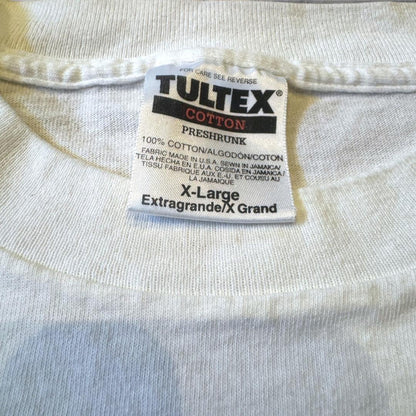 FOR CARE SEE REVERSE
TULTEX®
COTTON
PRESHRUNK
100% COTTON/ALGODON/COTON
FABRIC MADE IN U.S.A. SEWN IN JAMAICA/
TELA HECHA EN E.U.A. COSIDA EN JAMAICA/
TISSU FABRIQUE AUX E.-U. ET COUSU AU
LA JAMAIQUE
X-Large
Extragrande/X Grand